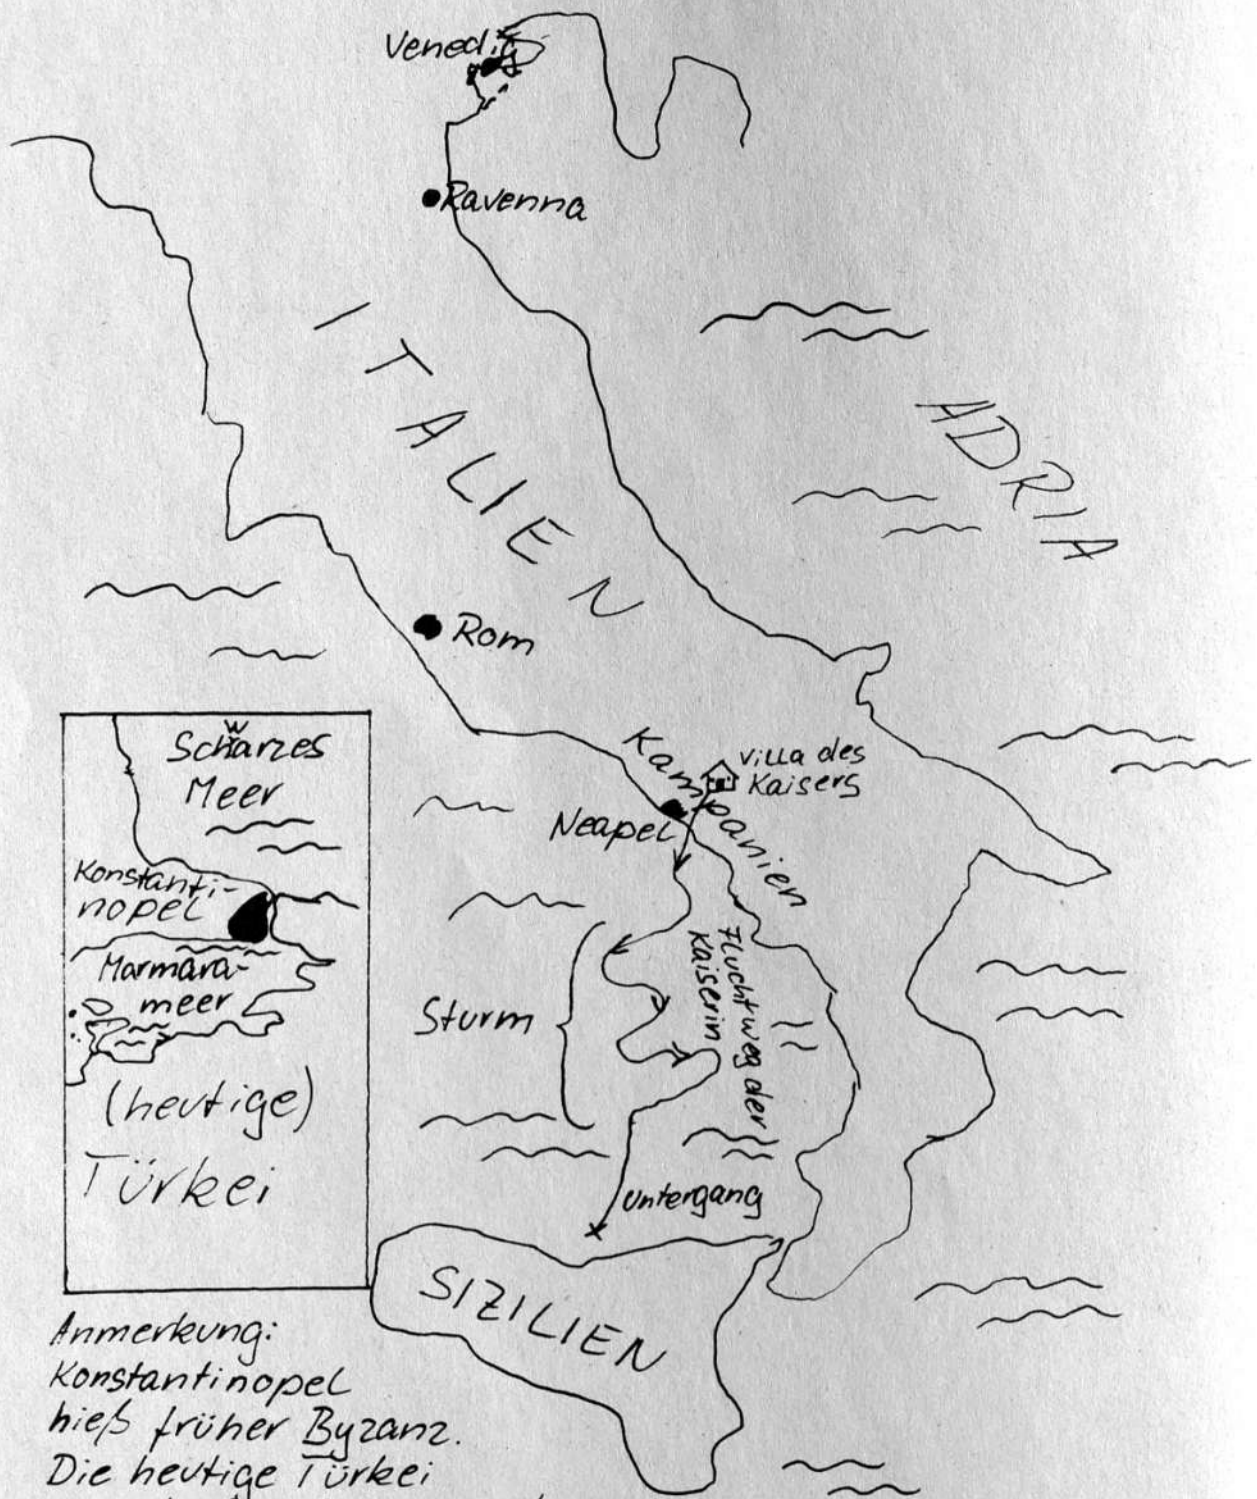 Venedig
Ravenna
ITALIEN
ADRIA
Rom
Kampanien
Villa des
Kaisers
Neapel
Fluchtweg der
Kaiserin
Sturm
Untergang
SIZILIEN
Schwarzes
Meer
Konstanti-
nopel
Marmara-
meer
(heutige)
Türkei
Anmerkung:
Konstantinopel
hieß früher Byzanz.
Die heutige Türkei